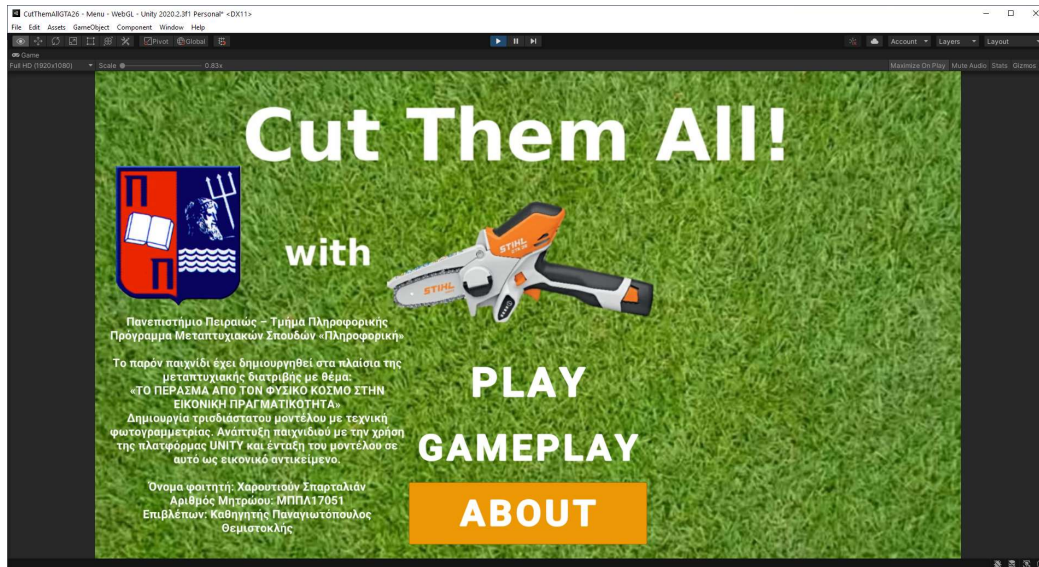 CutThemAllGTA26 - Menu - WebGL - Unity 2020.2.3f1 Personal* <DX11>
File Edit Assets GameObject Component Window Help
Pivot Global
Account Layers Layout
Game
Full HD (1920x1080) Scale 0.83x
Maximize On Play Mute Audio Stats Gizmos
Cut Them All!
Π
Π
with
STIHL
STIHL
Πανεπιστήμιο Πειραιώς – Τμήμα Πληροφορικής
Πρόγραμμα Μεταπτυχιακών Σπουδών «Πληροφορική»
Το παρόν παιχνίδι έχει δημιουργηθεί στα πλαίσια της
μεταπτυχιακής διατριβής με θέμα:
«ΤΟ ΠΕΡΑΣΜΑ ΑΠΟ ΤΟΝ ΦΥΣΙΚΟ ΚΟΣΜΟ ΣΤΗΝ
ΕΙΚΟΝΙΚΗ ΠΡΑΓΜΑΤΙΚΟΤΗΤΑ»
Δημιουργία τρισδιάστατου μοντέλου με τεχνική
φωτογραμμετρίας. Ανάπτυξη παιχνιδιού με την χρήση
της πλατφόρμας UNITY και ένταξη του μοντέλου σε
αυτό ως εικονικό αντικείμενο.
Όνομα φοιτητή: Χαρουτιούν Σπαρταλιάν
Αριθμός Μητρώου: ΜΠΠΛ17051
Επιβλέπων: Καθηγητής Παναγιωτόπουλος
Θεμιστοκλής
PLAY
GAMEPLAY
ABOUT